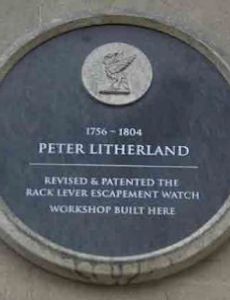 1756 ~ 1804
PETER LITHERLAND
REVISED & PATENTED THE
RACK LEVER ESCAPEMENT WATCH
WORKSHOP BUILT HERE